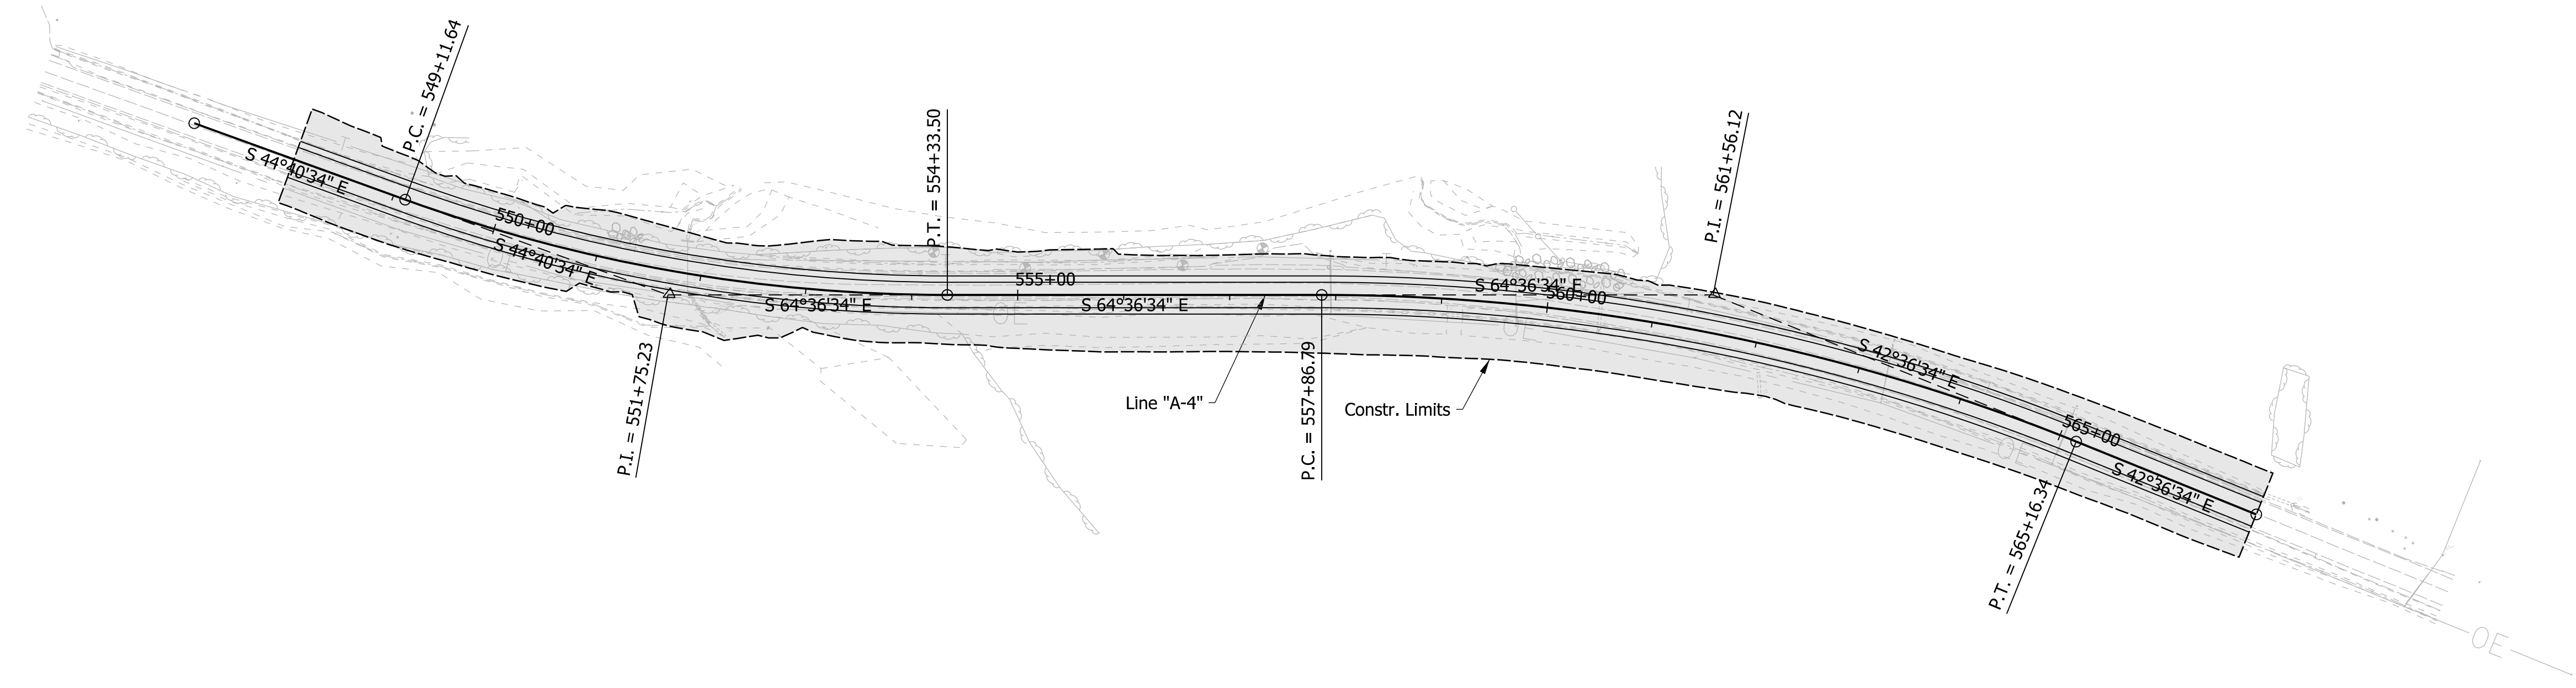 S 44°40'34" E
P.C. = 549+11.64
550+00
S 44°40'34" E
P.I. = 551+75.23
S 64°36'34" E
P.T. = 554+33.50
555+00
S 64°36'34" E
Line "A-4"
P.C. = 557+86.79
Constr. Limits
S 64°36'34" E
560+00
P.I. = 561+56.12
S 42°36'34" E
565+00
P.T. = 565+16.34
S 42°36'34" E
OE